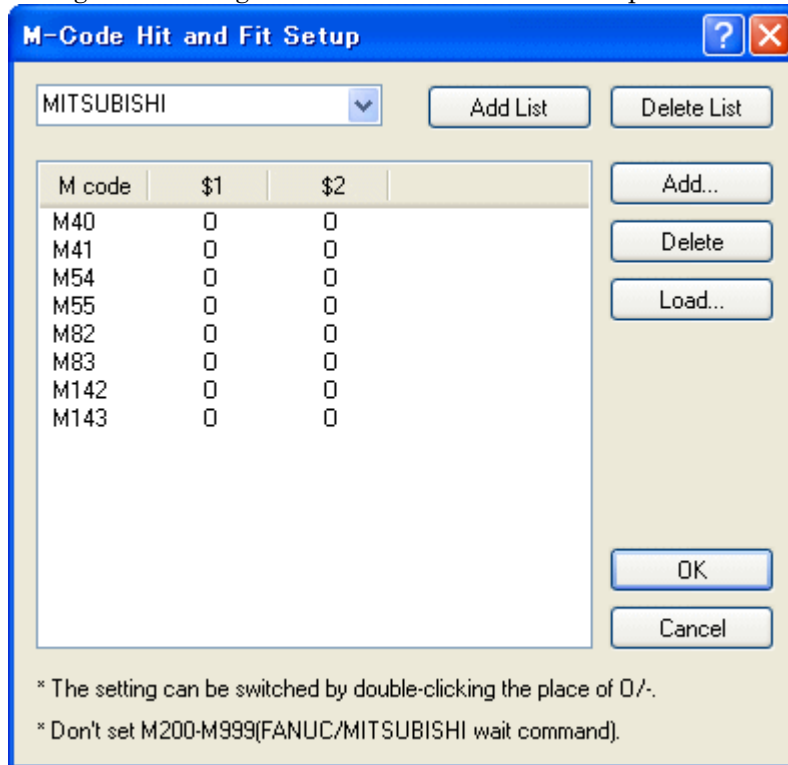 M-Code Hit and Fit Setup
MITSUBISHI
Add List
Delete List
M code $1 $2
M40 O O
M41 O O
M54 O O
M55 O O
M82 O O
M83 O O
M142 O O
M143 O O
Add...
Delete
Load...
OK
Cancel
* The setting can be switched by double-clicking the place of O/-.
* Don't set M200-M999(FANUC/MITSUBISHI wait command).